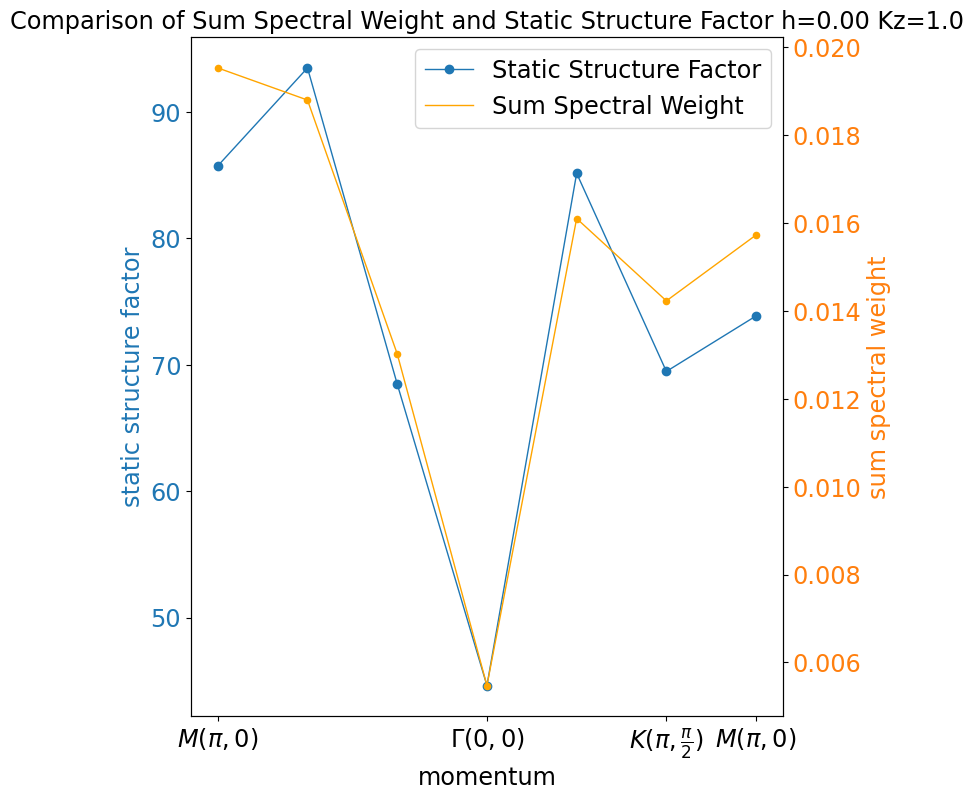 Comparison of Sum Spectral Weight and Static Structure Factor h=0.00 Kz=1.0
Static Structure Factor
Sum Spectral Weight
static structure factor
90
80
70
60
50
0.020
0.018
0.016
0.014
0.012
0.010
0.008
0.006
sum spectral weight
M(π, 0)
Γ(0, 0)
K(π, π/2)
M(π, 0)
momentum